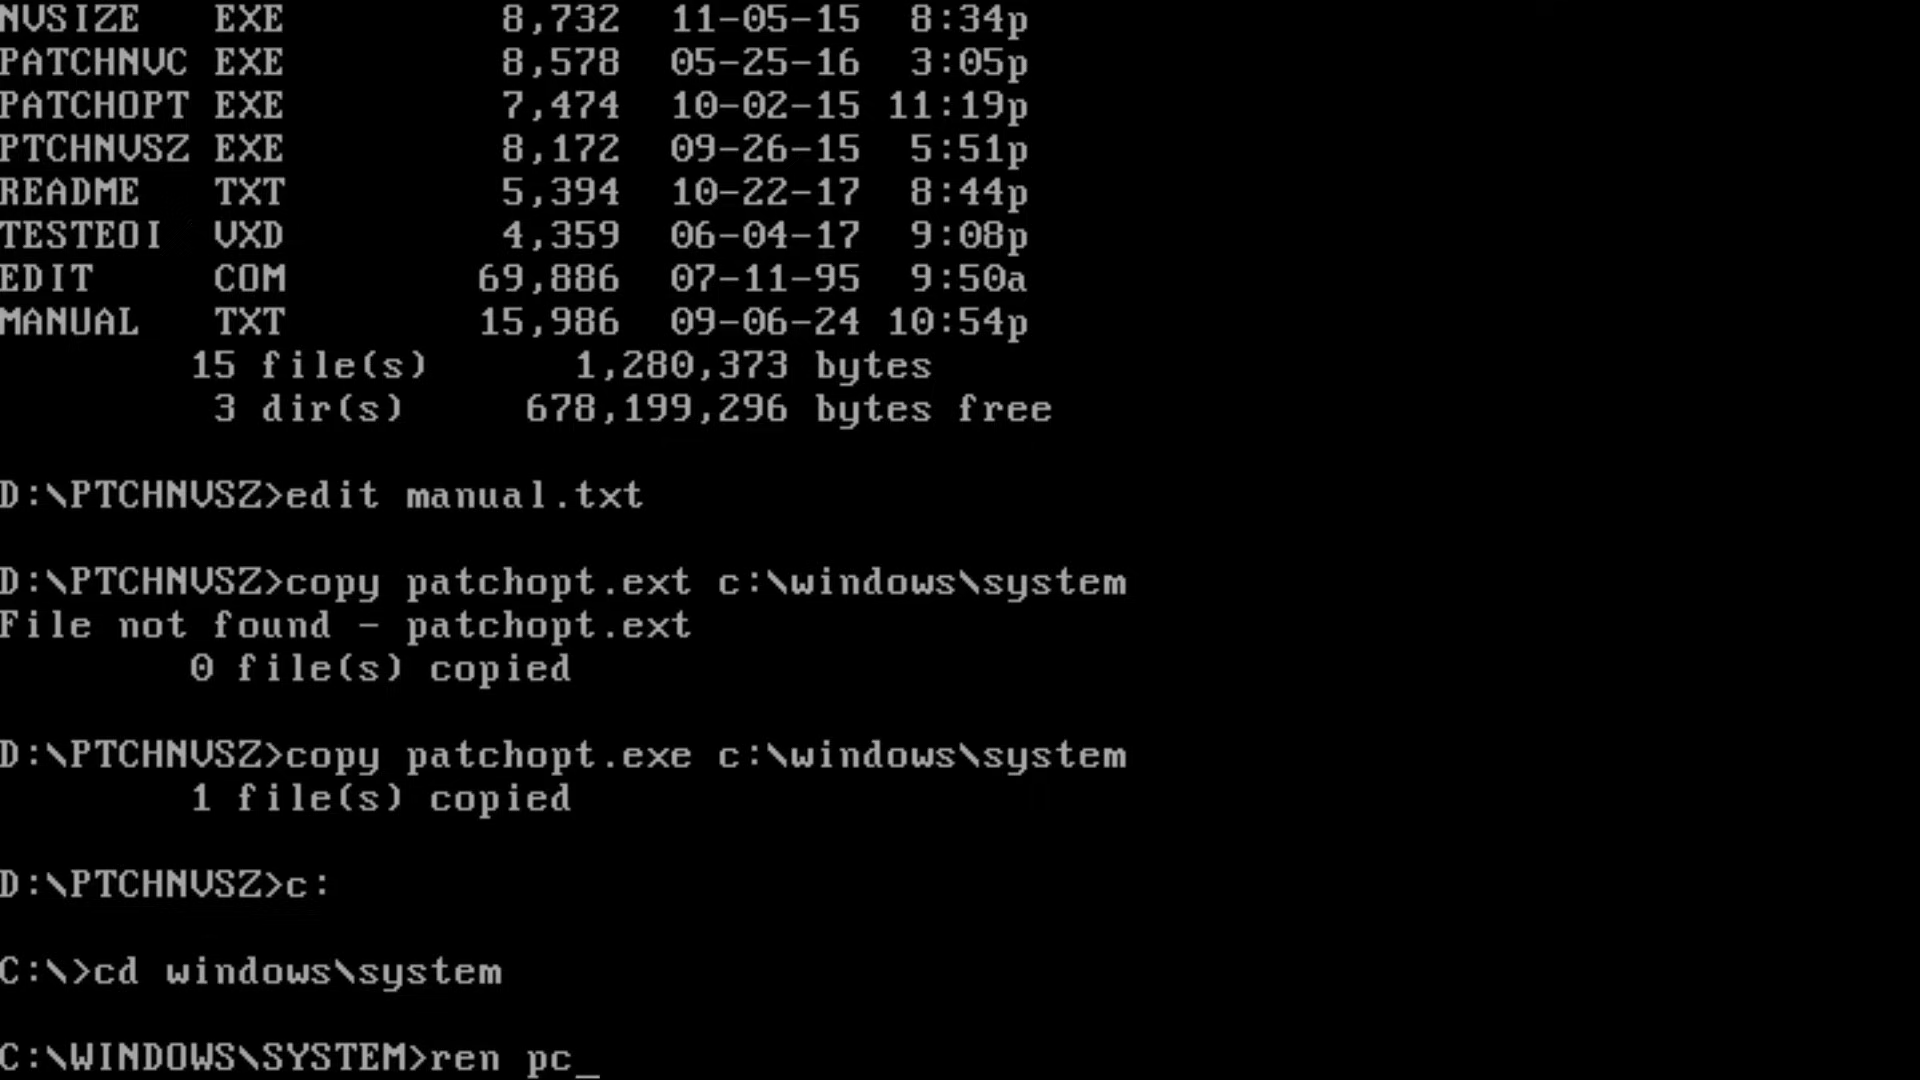 NVSIZE   EXE         8,732  11-05-15  8:34p
PATCHNVC EXE         8,578  05-25-16  3:05p
PATCHOPT EXE         7,474  10-02-15 11:19p
PTCHNVSZ EXE         8,172  09-26-15  5:51p
README   TXT         5,394  10-22-17  8:44p
TESTEOI  VXD         4,359  06-04-17  9:08p
EDIT     COM        69,886  07-11-95  9:50a
MANUAL   TXT        15,986  09-06-24 10:54p
        15 file(s)      1,280,373 bytes
         3 dir(s)     678,199,296 bytes free
D:\PTCHNVSZ>edit manual.txt
D:\PTCHNVSZ>copy patchopt.ext c:\windows\system
File not found - patchopt.ext
        0 file(s) copied
D:\PTCHNVSZ>copy patchopt.exe c:\windows\system
        1 file(s) copied
D:\PTCHNVSZ>c:
C:\>cd windows\system
C:\WINDOWS\SYSTEM>ren pc_